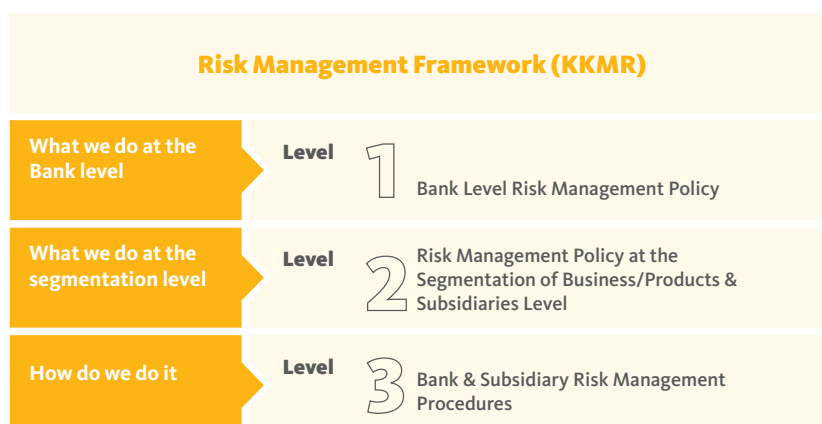 Risk Management Framework (KKMR)
What we do at the
Bank level
Level 1
Bank Level Risk Management Policy
What we do at the
segmentation level
Level 2
Risk Management Policy at the
Segmentation of Business/Products &
Subsidiaries Level
How do we do it
Level 3
Bank & Subsidiary Risk Management
Procedures